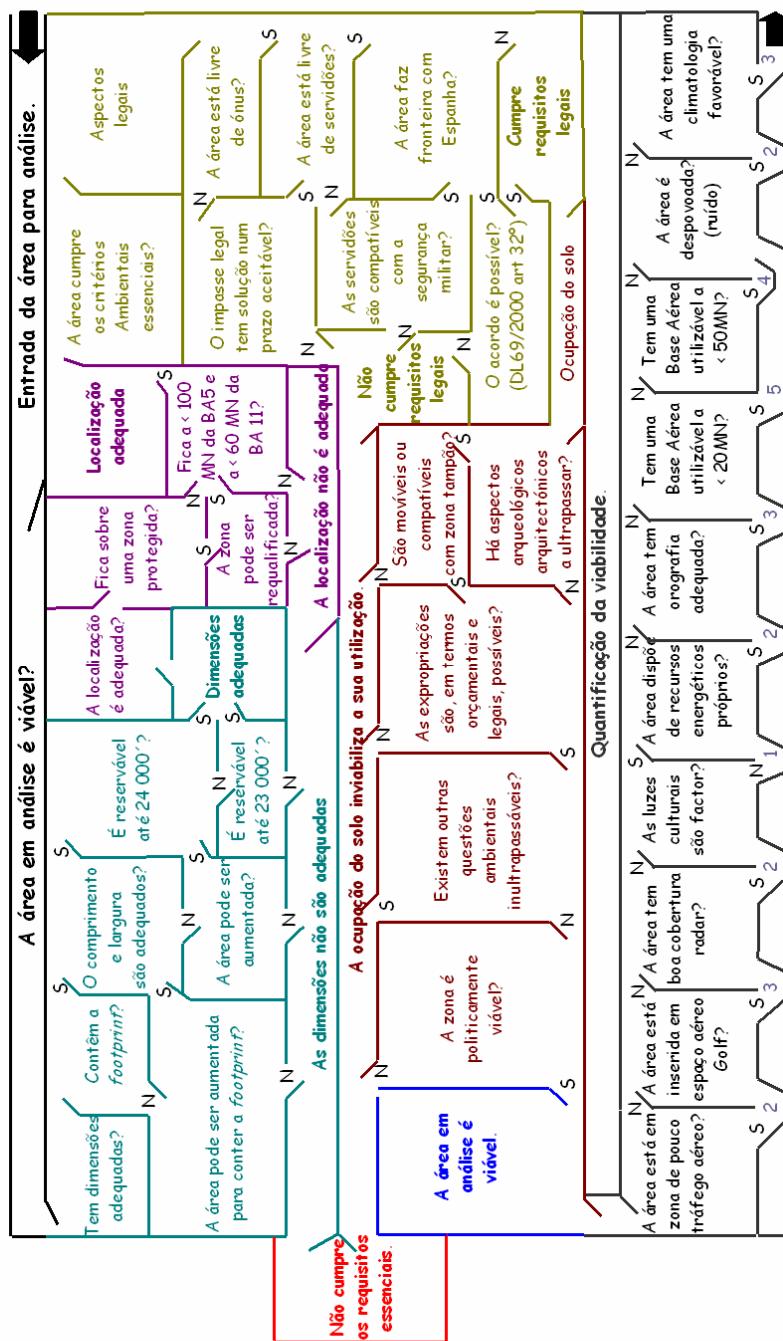 A área em análise é viável?
Entrada da área para análise.
Tem dimensões
adequadas?
Contêm a
footprint?
O comprimento
e largura
são adequados?
É reservável
até 24 000´?
A localização
é adequada?
Fica sobre
uma zona
protegida?
Localização
adequada
A área cumpre
os critérios
Ambientais
essenciais?
Aspectos
legais
S
S
S
S
N
N
N
N
A área pode ser aumentada
para conter a footprint?
A área pode ser
aumentada?
É reservável
até 23 000´?
Dimensões
adequadas
A zona
pode ser
requalificada?
Fica a < 100
MN da BA5 e
a < 60 MN da
BA 11?
O impasse legal
tem solução num
prazo aceitável?
A área está livre
de ónus?
S
S
S
S
S
S
N
N
N
N
N
N
N
As dimensões não são adequadas
A localização não é adequada
As servidões
são compatíveis
com a
segurança
militar?
A área está livre
de servidões?
S
S
N
N
A ocupação do solo inviabiliza a sua utilização.
Não
cumpre
requisitos
legais
A área faz
fronteira com
Espanha?
S
S
N
N
N
N
S
N
Não cumpre
os requisitos
essenciais.
A área em
análise é
viável.
A zona é
politicamente
viável?
Existem outras
questões
ambientais
inultrapassáveis?
As expropriações
são, em termos
orçamentais e
legais, possíveis?
São movíveis ou
compatíveis
com zona tampão?
Há aspectos
arqueológicos
arquitectónicos
a ultrapassar?
O acordo é possível?
(DL69/2000 art 32º)
Cumpre
requisitos
legais
S
N
S
S
N
S
N
S
N
Ocupação do solo
Quantificação da viabilidade.
A área está em
zona de pouco
tráfego aéreo?
A área está
inserida em
espaço aéreo
Golf?
A área tem
boa cobertura
radar?
As luzes
culturais
são factor?
A área dispõe
de recursos
energéticos
próprios?
A área tem
orografia
adequada?
Tem uma
Base Aérea
utilizável a
< 20MN?
Tem uma
Base Aérea
utilizável a
< 50MN?
A área é
despovoada?
(ruído)
A área tem uma
climatologia
favorável?
N
N
N
S
N
N
N
N
N
S
S
S
N
S
S
S
S
S
2
3
2
1
2
3
5
4
2
3